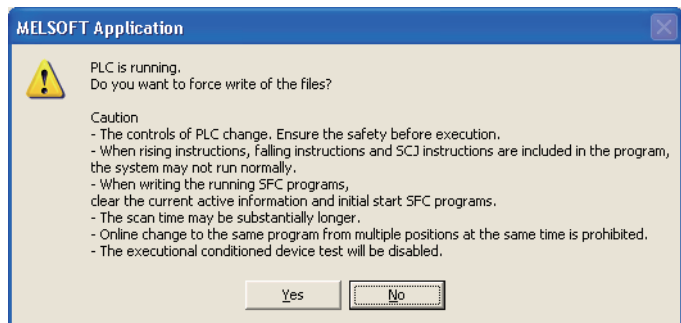 MELSOFT Application
PLC is running.
Do you want to force write of the files?
Caution
- The controls of PLC change. Ensure the safety before execution.
- When rising instructions, falling instructions and SCJ instructions are included in the program,
the system may not run normally.
- When writing the running SFC programs,
clear the current active information and initial start SFC programs.
- The scan time may be substantially longer.
- Online change to the same program from multiple positions at the same time is prohibited.
- The executional conditioned device test will be disabled.
Yes
No